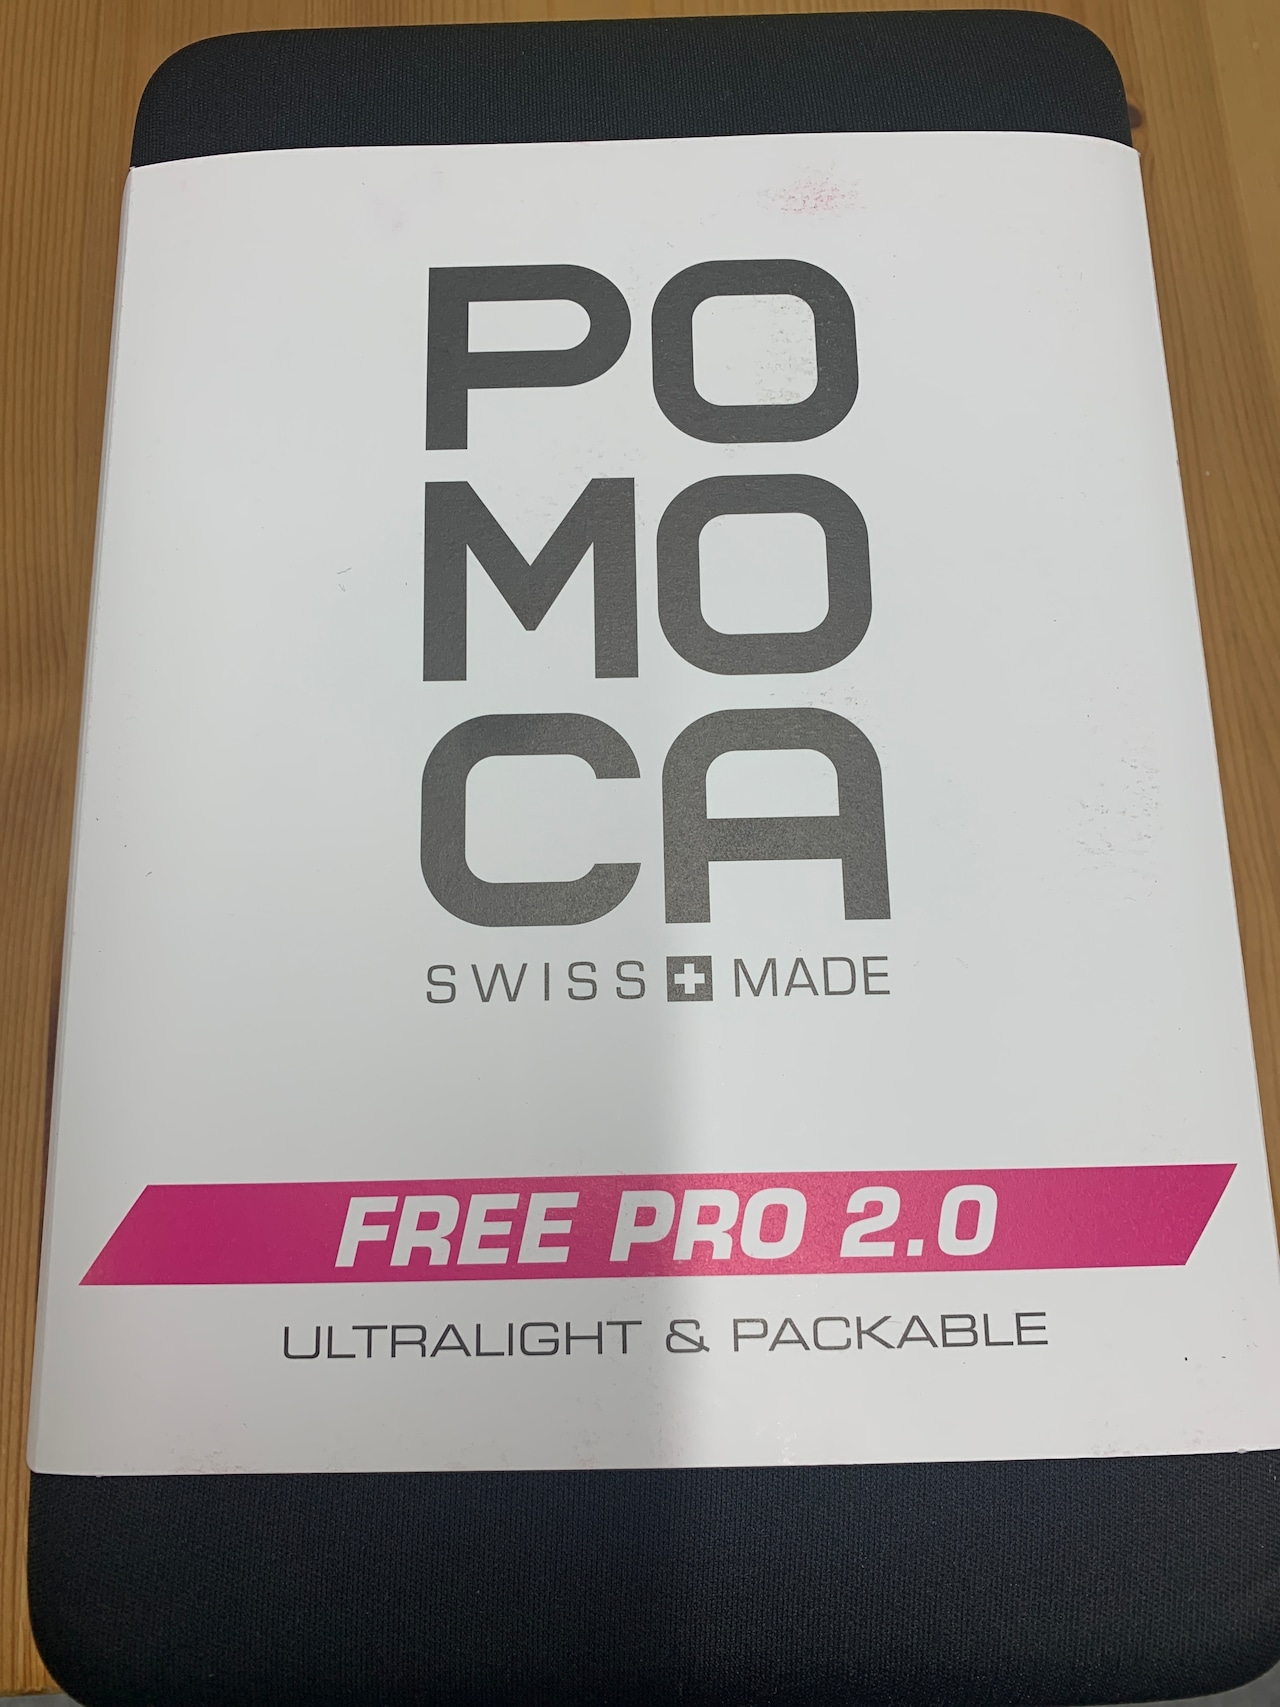 PO
MO
CA
SWISS MADE
FREE PRO 2.0
ULTRALIGHT & PACKABLE